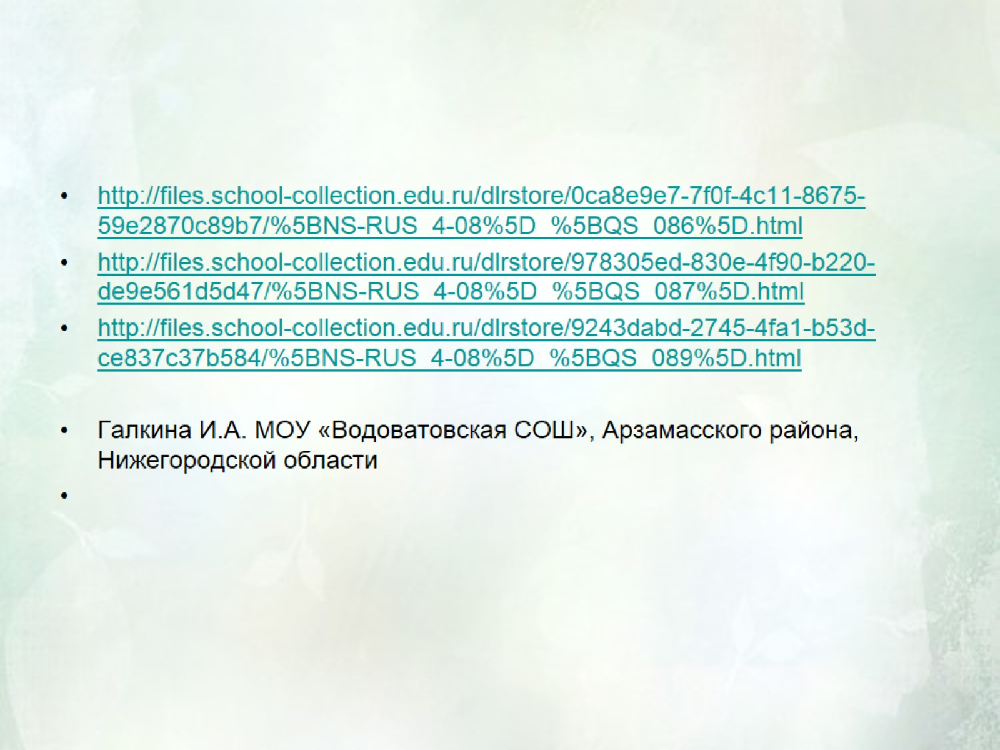 • http://files.school-collection.edu.ru/dlrstore/0ca8e9e7-7f0f-4c11-8675-
59e2870c89b7/%5BNS-RUS_4-08%5D_%5BQS_086%5D.html
• http://files.school-collection.edu.ru/dlrstore/978305ed-830e-4f90-b220-
de9e561d5d47/%5BNS-RUS_4-08%5D_%5BQS_087%5D.html
• http://files.school-collection.edu.ru/dlrstore/9243dabd-2745-4fa1-b53d-
ce837c37b584/%5BNS-RUS_4-08%5D_%5BQS_089%5D.html
• Галкина И.А. МОУ «Водоватовская СОШ», Арзамасского района,
Нижегородской области
•